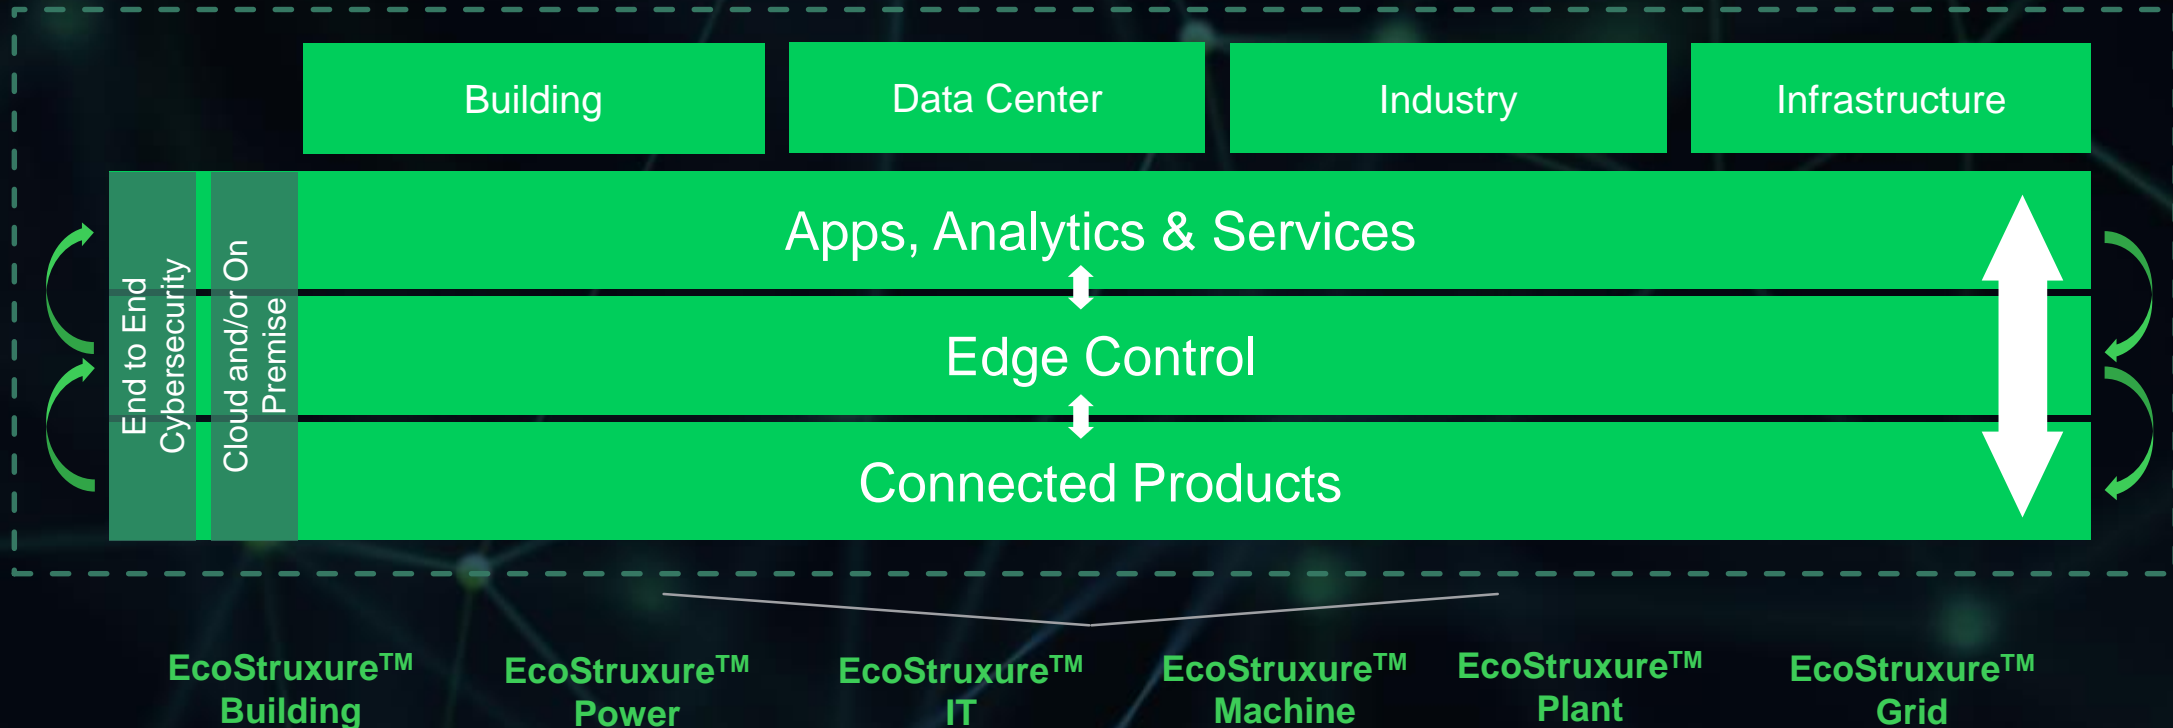 Building
Data Center
Industry
Infrastructure
End to End
Cybersecurity
Cloud and/or On
Premise
Apps, Analytics & Services
Edge Control
Connected Products
EcoStruxure™
Building
EcoStruxure™
Power
EcoStruxure™
IT
EcoStruxure™
Machine
EcoStruxure™
Plant
EcoStruxure™
Grid